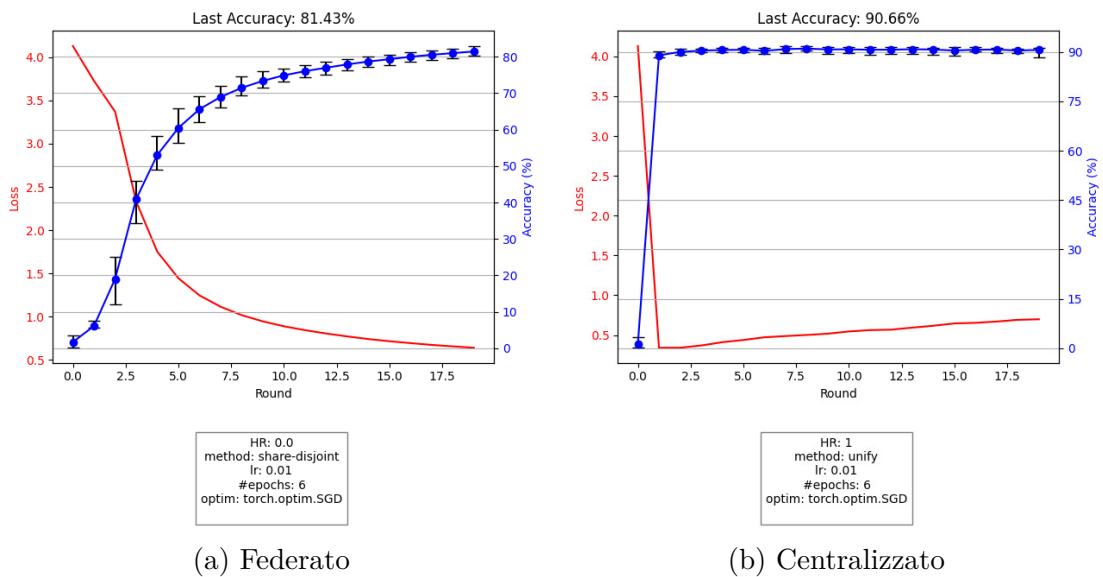 Last Accuracy: 81.43%
4.0
3.5
3.0
2.5
2.0
1.5
1.0
0.5
Loss
80
70
60
50
40
30
20
10
0
Accuracy (%)
0.0 2.5 5.0 7.5 10.0 12.5 15.0 17.5
Round
HR: 0.0
method: share-disjoint
lr: 0.01
#epochs: 6
optim: torch.optim.SGD
(a) Federato
Last Accuracy: 90.66%
4.0
3.5
3.0
2.5
2.0
1.5
1.0
0.5
Loss
90
75
60
45
30
15
0
Accuracy (%)
0.0 2.5 5.0 7.5 10.0 12.5 15.0 17.5
Round
HR: 1
method: unify
lr: 0.01
#epochs: 6
optim: torch.optim.SGD
(b) Centralizzato